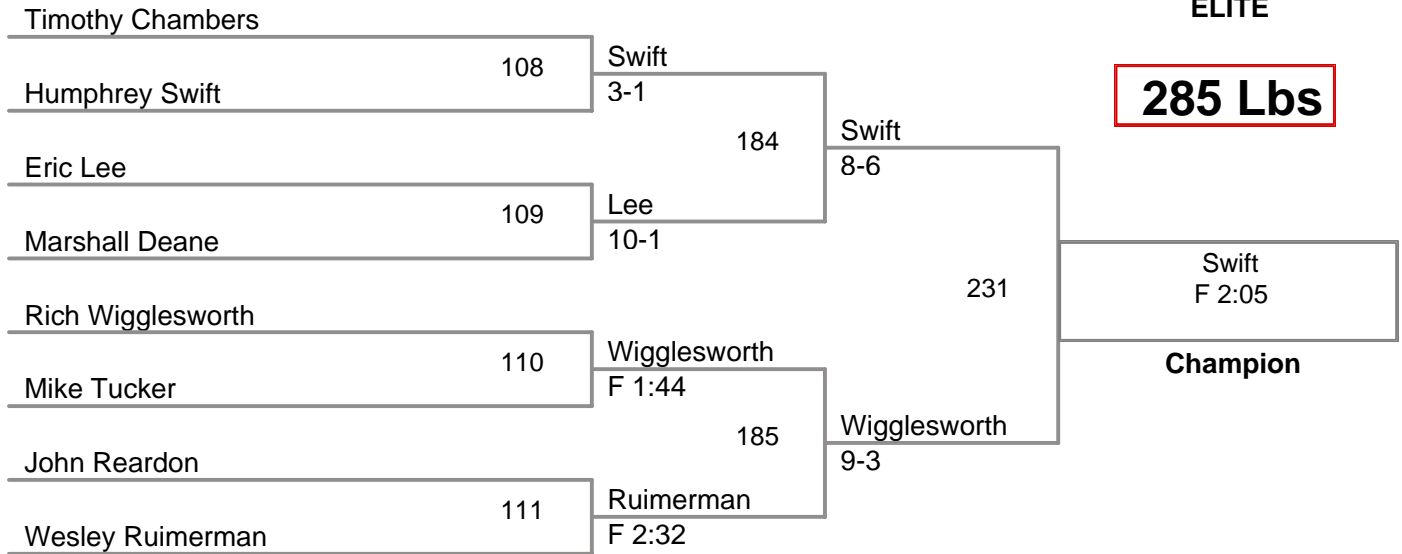 ELITE
285 Lbs
Timothy Chambers
108
Humphrey Swift
Swift
3-1
184
Eric Lee
109
Marshall Deane
Lee
10-1
Swift
8-6
231
Rich Wigglesworth
110
Mike Tucker
Wigglesworth
F 1:44
185
John Reardon
111
Wesley Ruimerman
Ruimerman
F 2:32
Wigglesworth
9-3
Swift
F 2:05
Champion